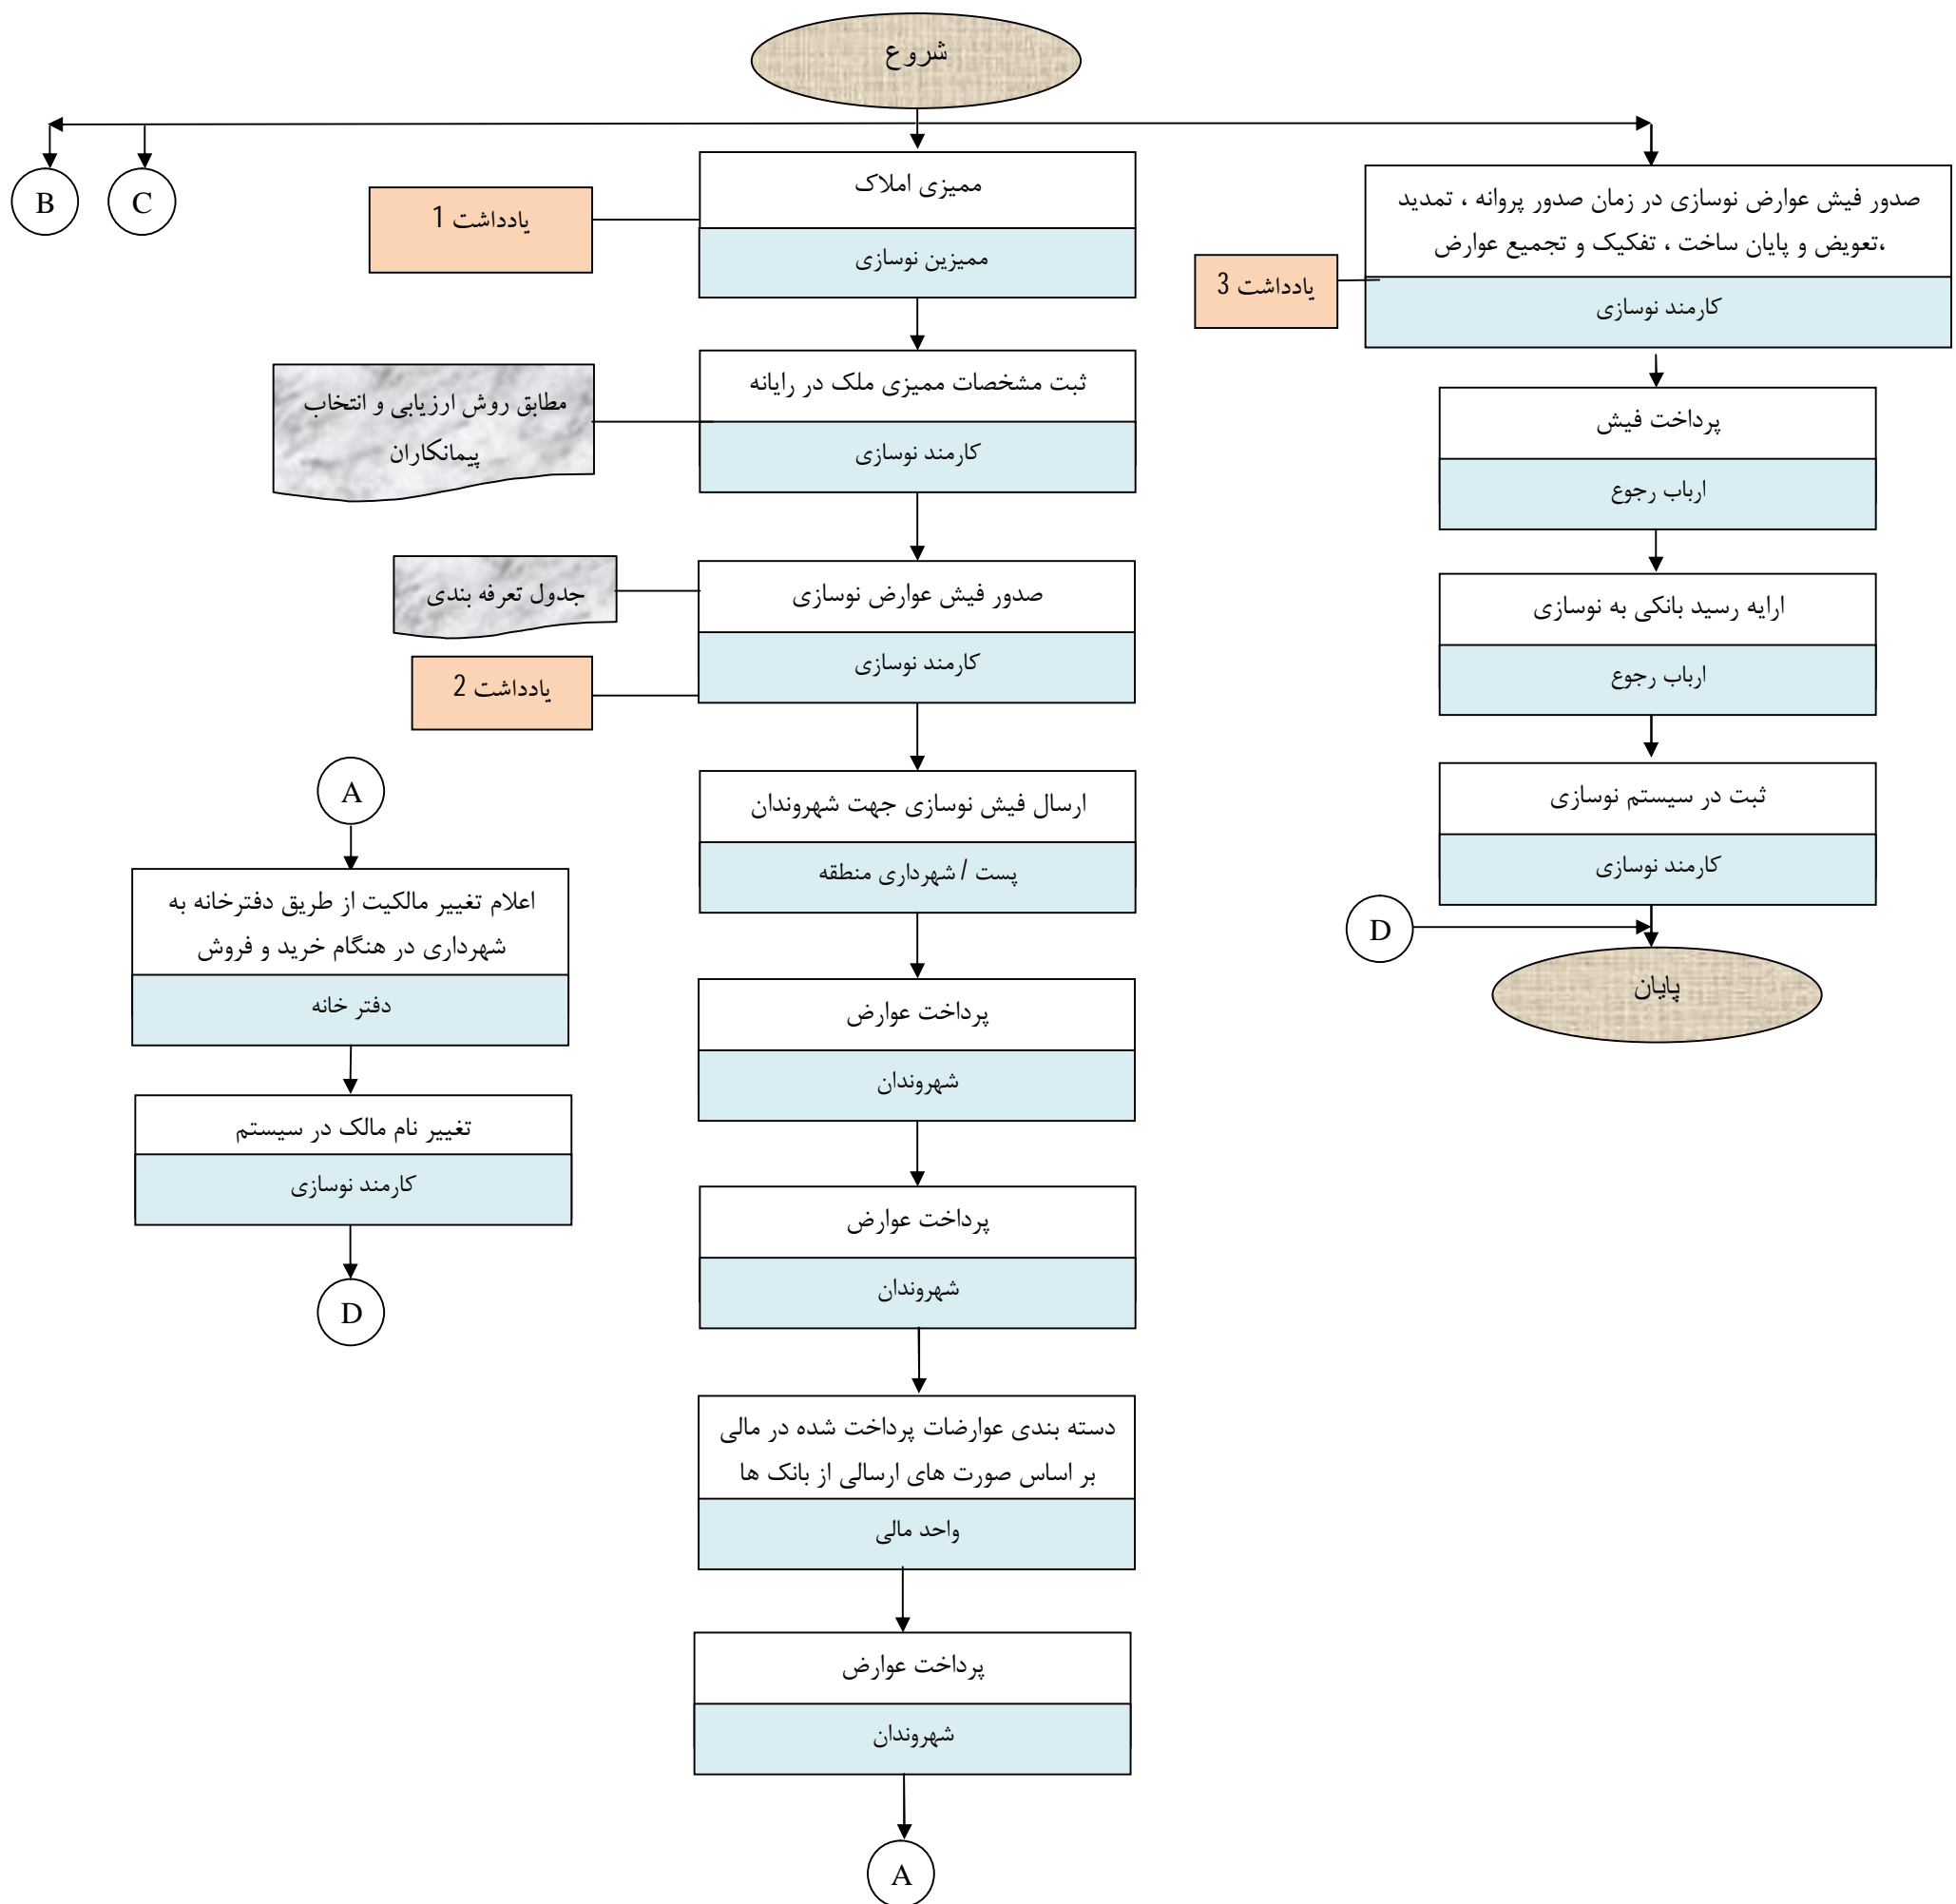 شروع
B
C
ممیزی املاک
ممیزین نوسازی
یادداشت 1
صدور فیش عوارض نوسازی در زمان صدور پروانه ، تمدید
،تعویض و پایان ساخت ، تفکیک و تجمیع عوارض
کارمند نوسازی
یادداشت 3
ثبت مشخصات ممیزی ملک در رایانه
کارمند نوسازی
مطابق روش ارزیابی و انتخاب
پیمانکاران
پرداخت فیش
ارباب رجوع
صدور فیش عوارض نوسازی
کارمند نوسازی
جدول تعرفه بندی
یادداشت 2
ارایه رسید بانکی به نوسازی
ارباب رجوع
ارسال فیش نوسازی جهت شهروندان
پست / شهرداری منطقه
ثبت در سیستم نوسازی
کارمند نوسازی
D
پایان
پرداخت عوارض
شهروندان
پرداخت عوارض
شهروندان
دسته بندی عوارضات پرداخت شده در مالی
بر اساس صورت های ارسالی از بانک ها
واحد مالی
پرداخت عوارض
شهروندان
A
A
اعلام تغییر مالکیت از طریق دفترخانه به
شهرداری در هنگام خرید و فروش
دفتر خانه
تغییر نام مالک در سیستم
کارمند نوسازی
D